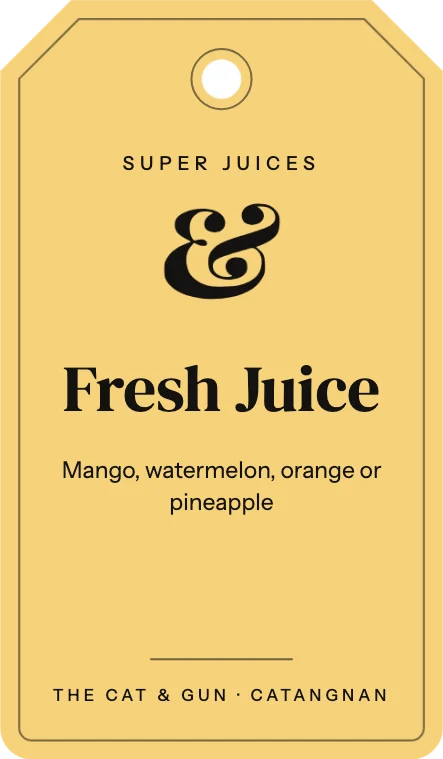 SUPER JUICES
&
Fresh Juice
Mango, watermelon, orange or
pineapple
THE CAT & GUN · CATANGNAN